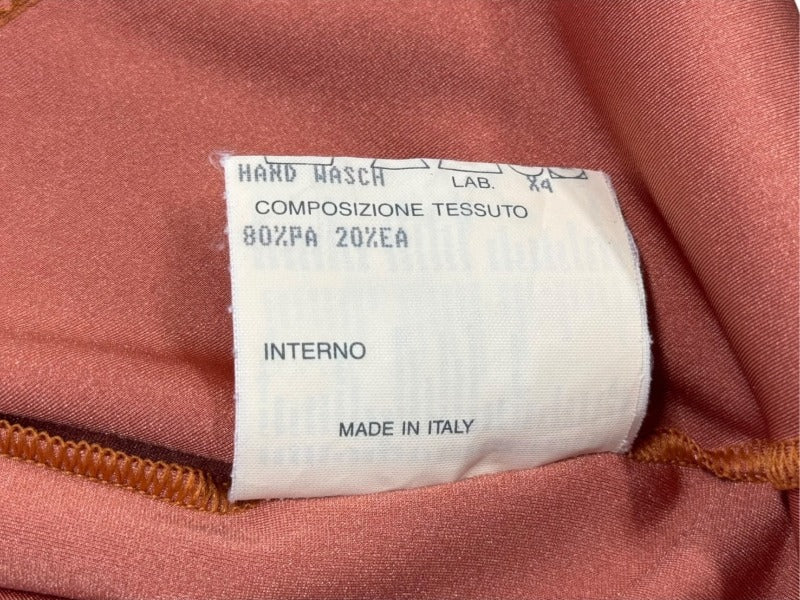 HAND WASCH LAB. X4
COMPOSIZIONE TESSUTO
80%PA 20%EA
INTERNO
MADE IN ITALY